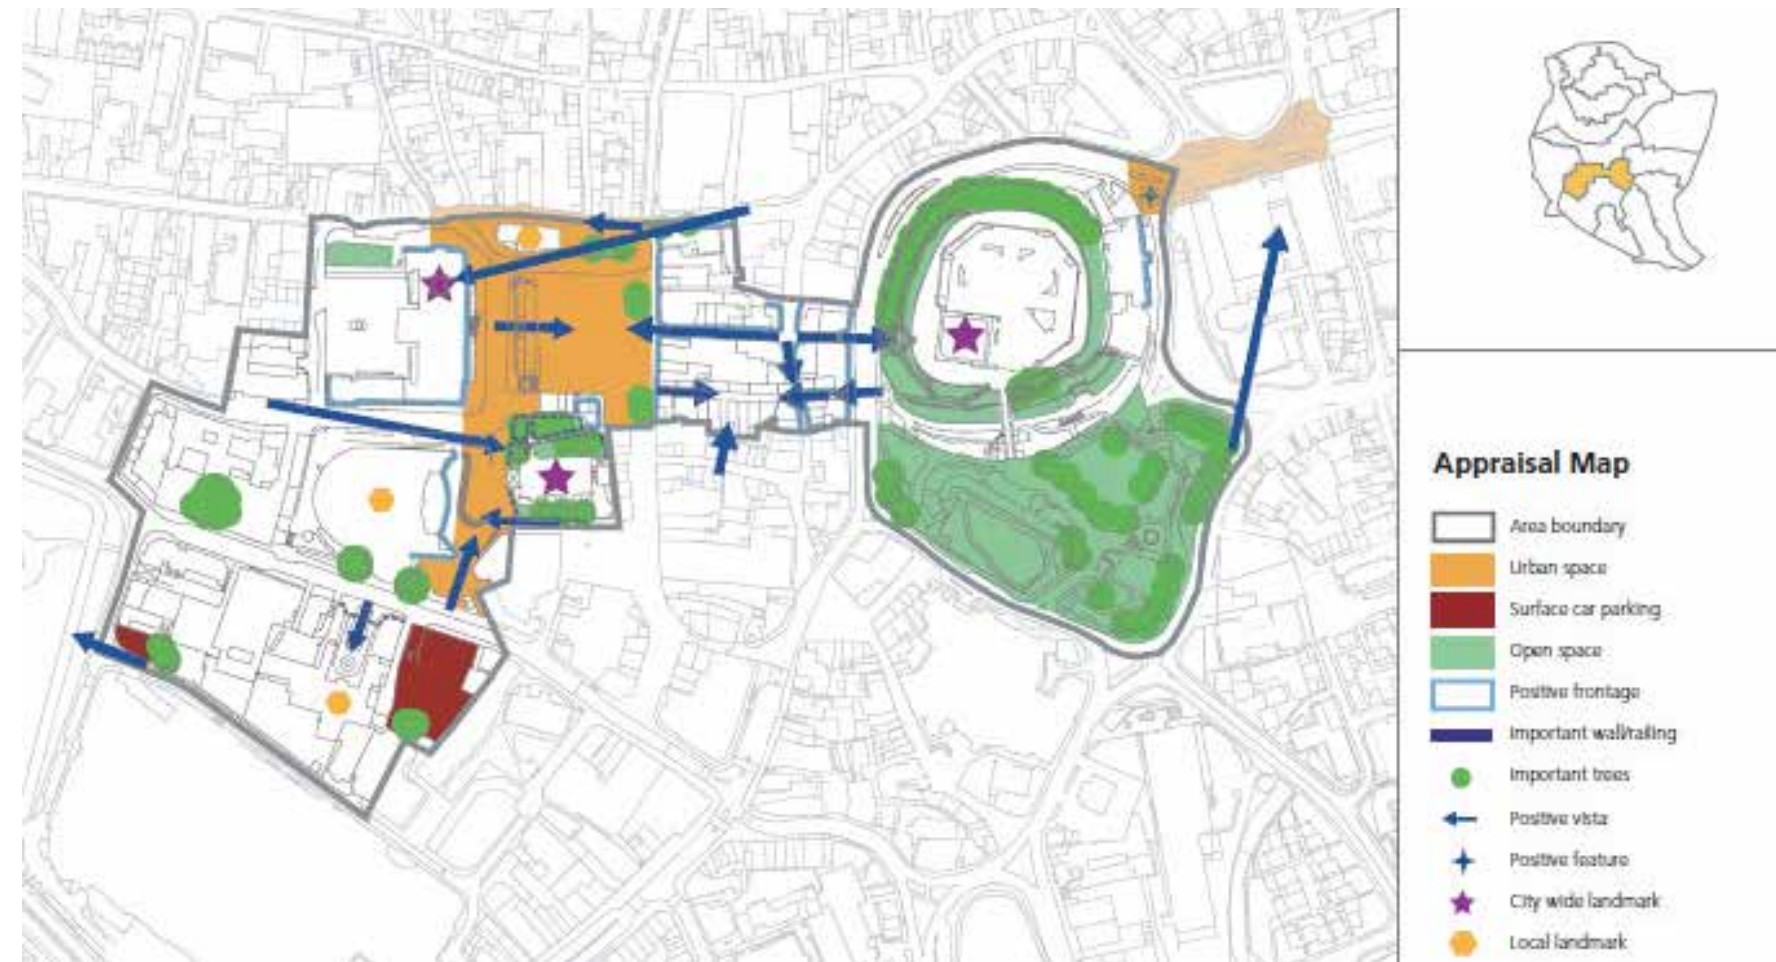 Appraisal Map
Area boundary
Urban space
Surface car parking
Open space
Positive frontage
Important wall/railing
Important trees
Positive vista
Positive feature
City wide landmark
Local landmark